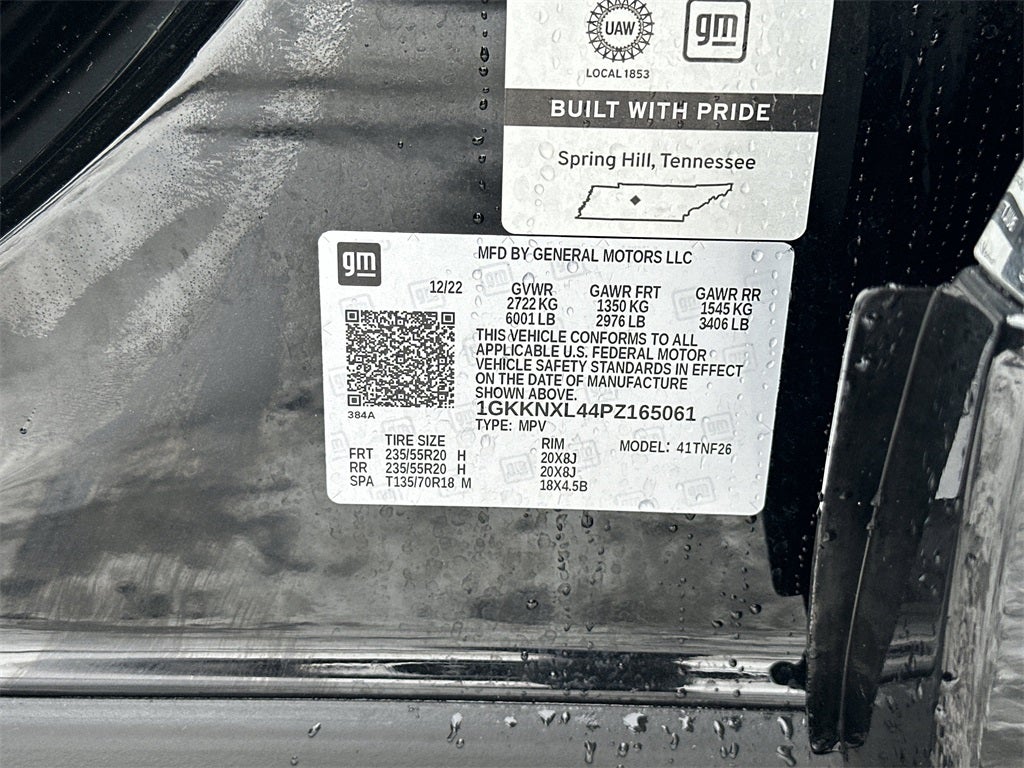 UAW
gm
LOCAL 1853
BUILT WITH PRIDE
Spring Hill, Tennessee
gm
MFD BY GENERAL MOTORS LLC
12/22 GVWR GAWR FRT GAWR RR
2722 KG 1350 KG 1545 KG
6001 LB 2976 LB 3406 LB
THIS VEHICLE CONFORMS TO ALL
APPLICABLE U.S. FEDERAL MOTOR
VEHICLE SAFETY STANDARDS IN EFFECT
ON THE DATE OF MANUFACTURE
SHOWN ABOVE.
384A
1GKKNXL44PZ165061
TYPE: MPV
TIRE SIZE RIM MODEL: 41TNF26
FRT 235/55R20 H 20X8J
RR 235/55R20 H 20X8J
SPA T135/70R18 M 18X4.5B